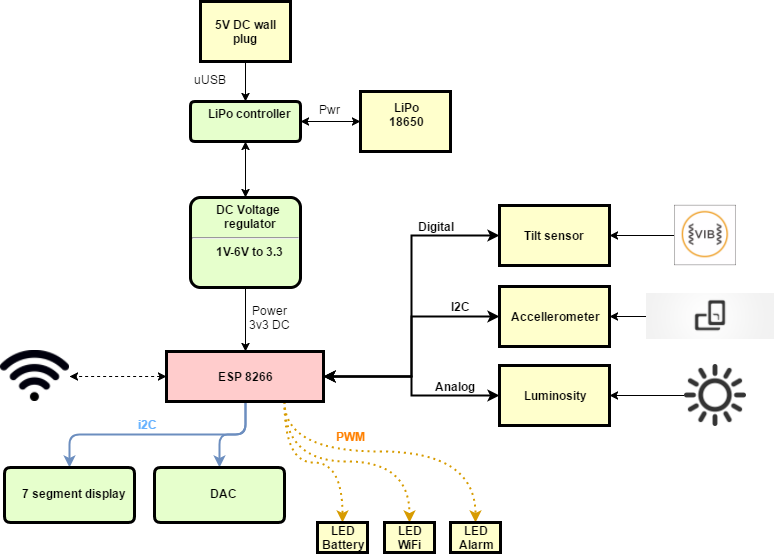 5V DC wall
plug
uUSB
LiPo controller
Pwr
LiPo
18650
DC Voltage
regulator
1V-6V to 3.3
Digital
Tilt sensor
VIB
Power
3v3 DC
I2C
Accellerometer
ESP 8266
Analog
Luminosity
i2C
PWM
7 segment display
DAC
LED
Battery
LED
WiFi
LED
Alarm